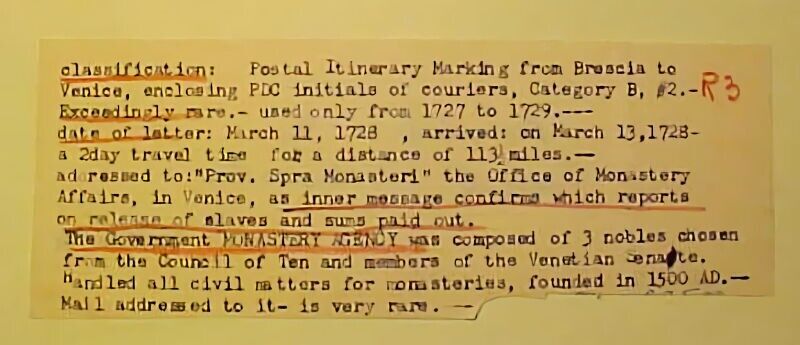 classification: Postal Itinerary Marking from Brescia to
Venice, enclosing PDC initials of couriers, Category B, #2.- R3
Exceedingly rare.- used only from 1727 to 1729.---
date of letter: March 11, 1728 , arrived: on March 13,1728-
a 2day travel time for a distance of 113 miles.—
addressed to:"Prov. Spra Monasteri" the Office of Monastery
Affairs, in Venice, as inner message confirms which reports
on release of slaves and sums paid out.
The Government MONASTERY AGENCY was composed of 3 nobles chosen
from the Council of Ten and members of the Venetian Senate.
Handled all civil matters for monasteries, founded in 1500 AD.—
Mail addressed to it- is very rare. —